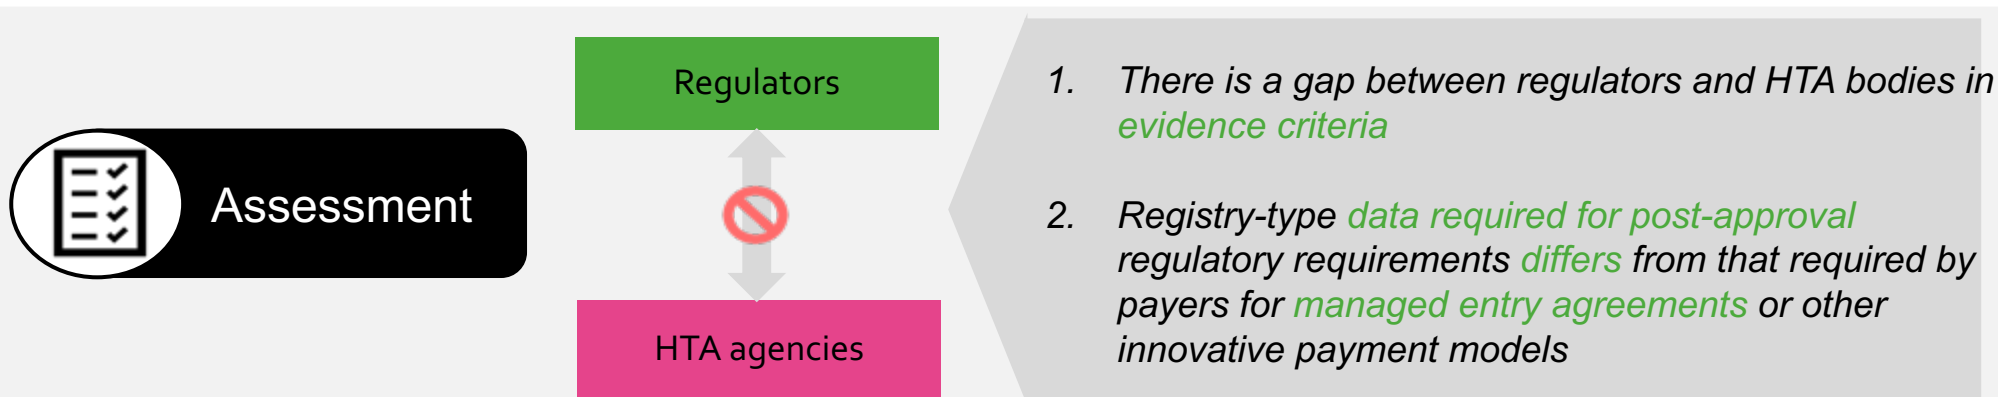 Assessment
Regulators
HTA agencies
1. There is a gap between regulators and HTA bodies in
evidence criteria
2. Registry-type data required for post-approval
regulatory requirements differs from that required by
payers for managed entry agreements or other
innovative payment models